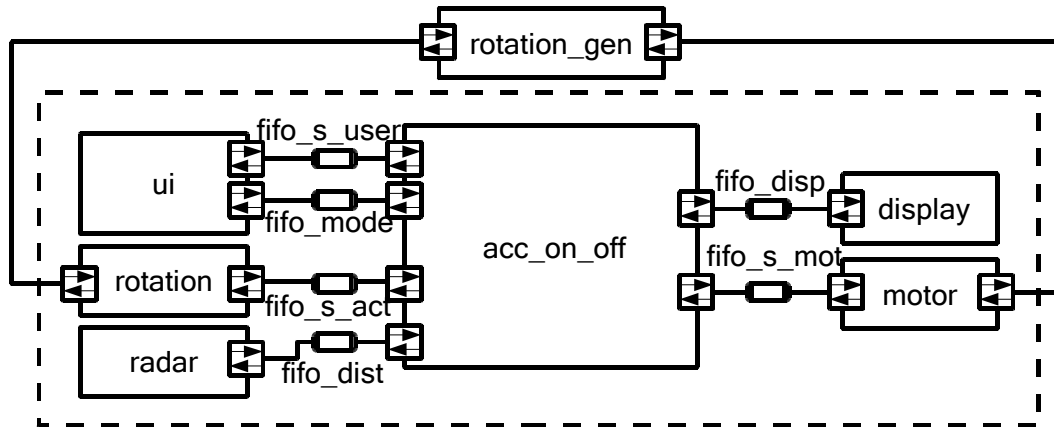 rotation_gen
fifo_s_user
ui
fifo_mode
acc_on_off
fifo_disp
display
rotation
fifo_s_act
fifo_s_mot
motor
radar
fifo_dist